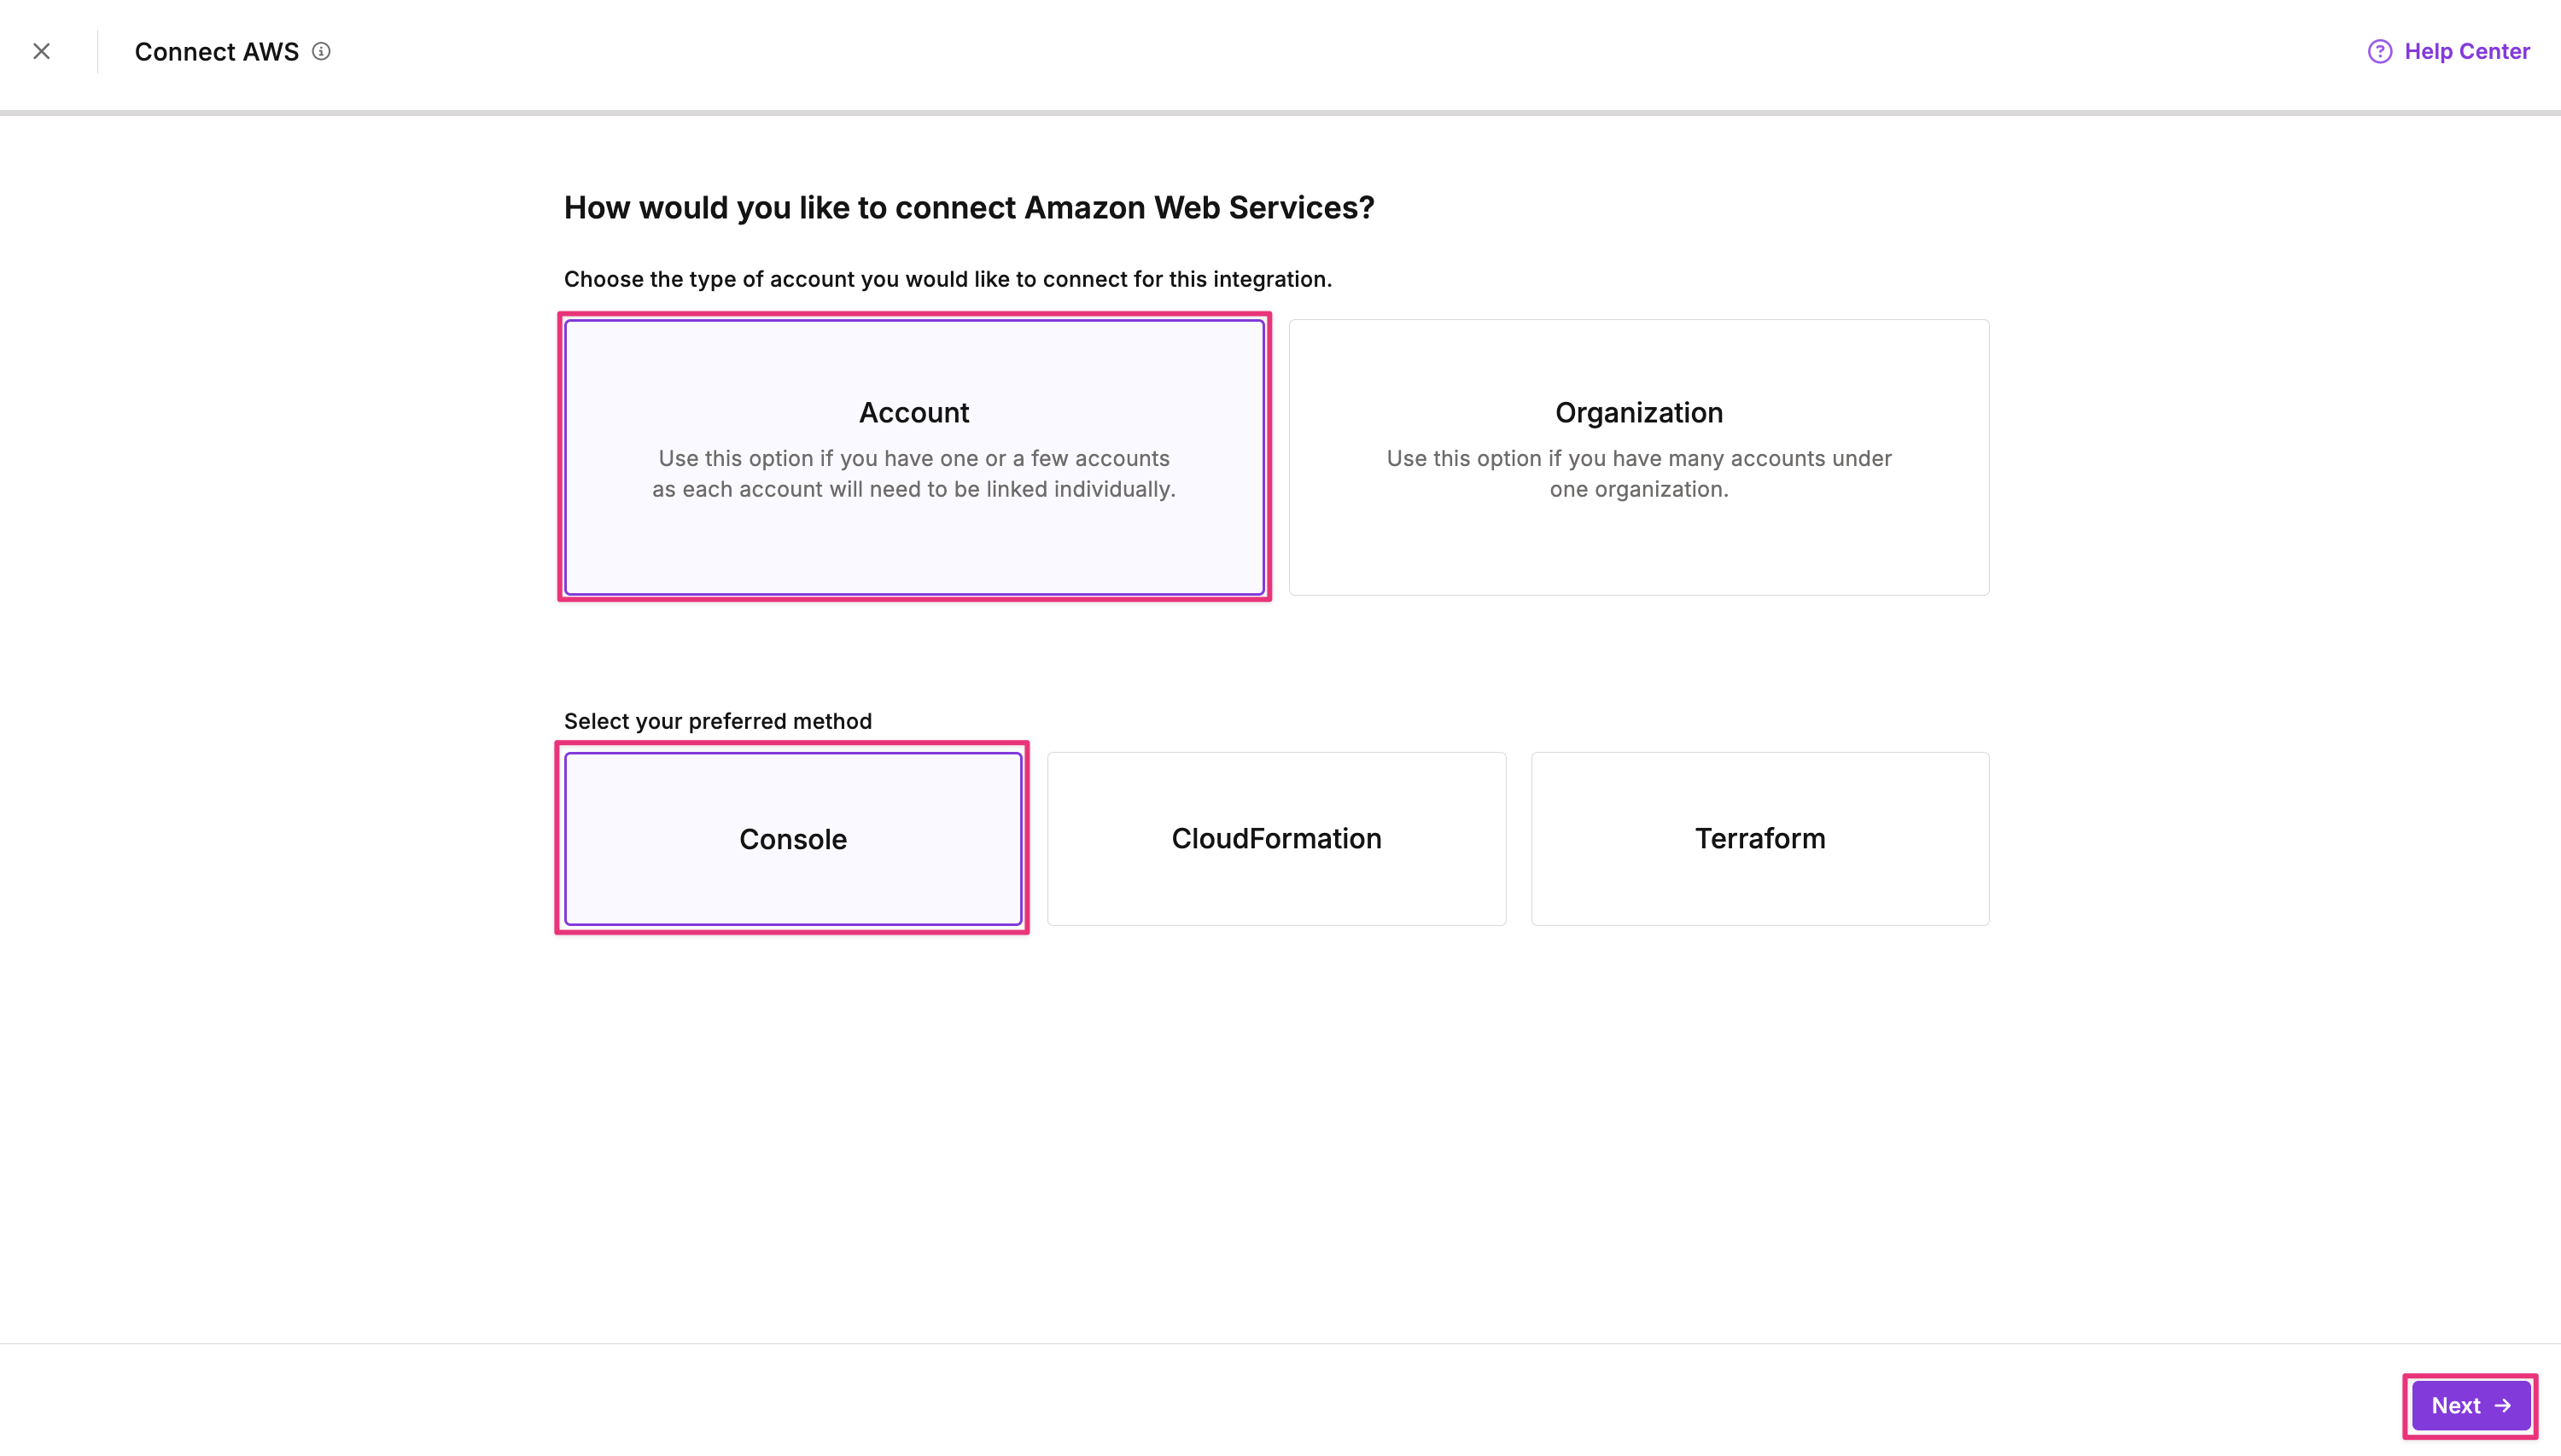 Connect AWS
Help Center
How would you like to connect Amazon Web Services?
Choose the type of account you would like to connect for this integration.
Account
Use this option if you have one or a few accounts
as each account will need to be linked individually.
Organization
Use this option if you have many accounts under
one organization.
Select your preferred method
Console
CloudFormation
Terraform
Next